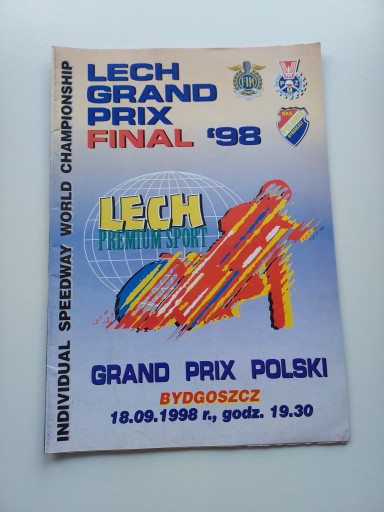 INDIVIDUAL SPEEDWAY WORLD CHAMPIONSHIP
LECH
GRAND
PRIX
FINAL '98
FIM
LECH
PREMIUM SPORT
GRAND PRIX POLSKI
BYDGOSZCZ
18.09.1998 r., godz. 19.30